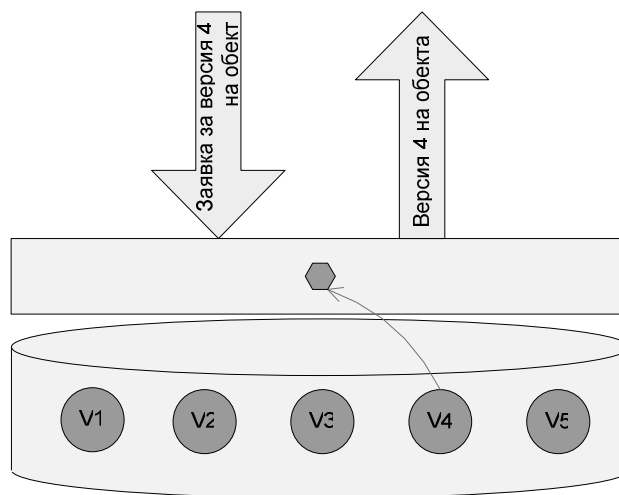 Заявка за версия 4
на обект
Версия 4 на обекта
V1
V2
V3
V4
V5